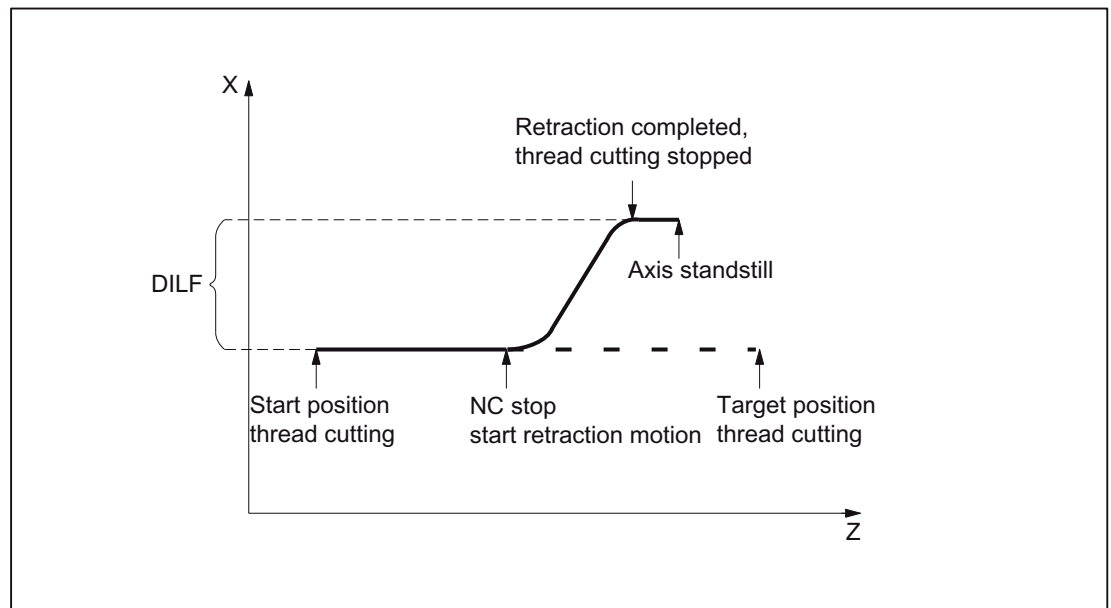 X
Retraction completed,
thread cutting stopped
Axis standstill
DILF
Start position
thread cutting
NC stop
start retraction motion
Target position
thread cutting
Z